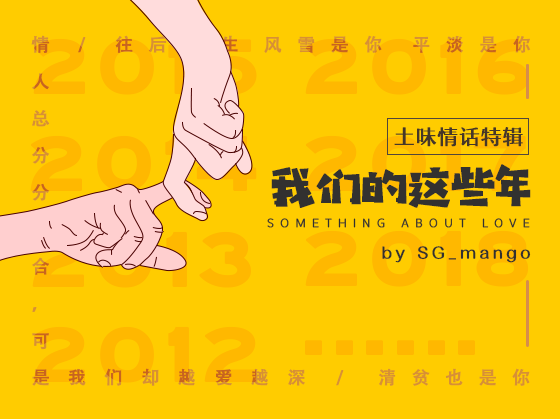 情 / 往后 生 风雪是你 平淡是你
人
总
分
分
合
,
可
是我们却越爱越深 / 清贫也是你
2015 2016
2014 2017
2013 2018
2012 ······
土味情话特辑
我们的这些年
SOMETHING ABOUT LOVE
by SG_mango